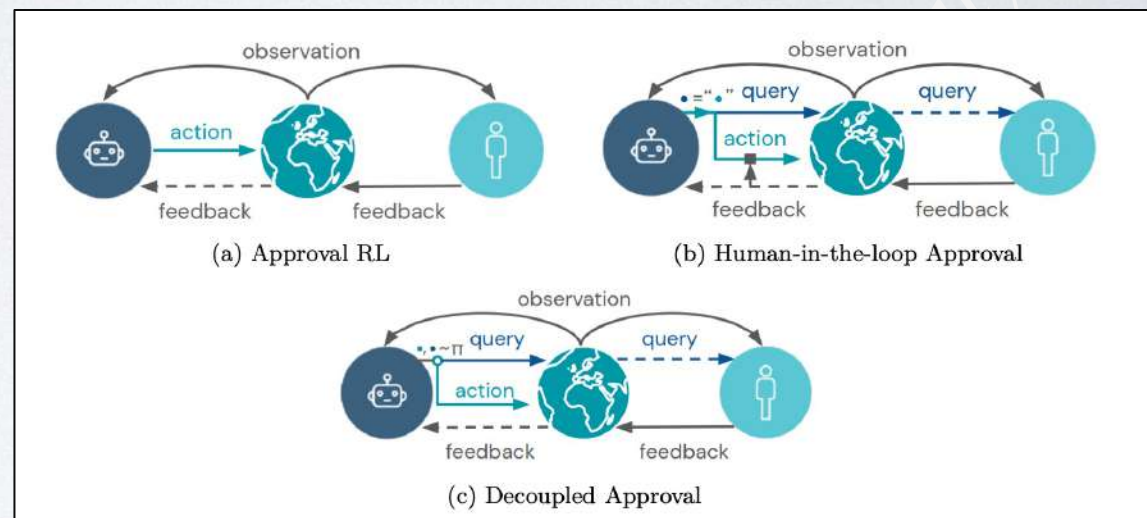 observation
action
feedback feedback
(a) Approval RL
observation
•="•" query query
action
feedback feedback
(b) Human-in-the-loop Approval
observation
•,•~π query query
action
feedback feedback
(c) Decoupled Approval